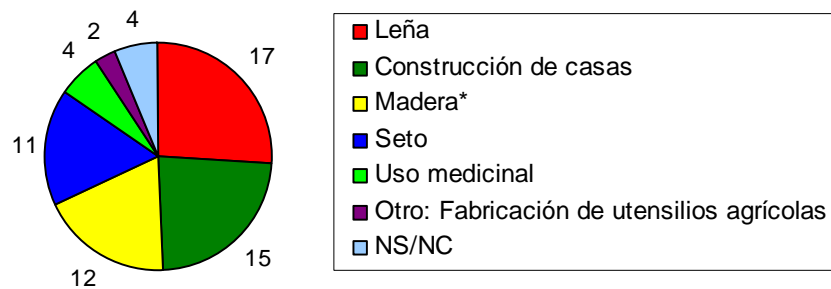 4
2
4
17
11
12
15
Leña
Construcción de casas
Madera*
Seto
Uso medicinal
Otro: Fabricación de utensilios agrícolas
NS/NC